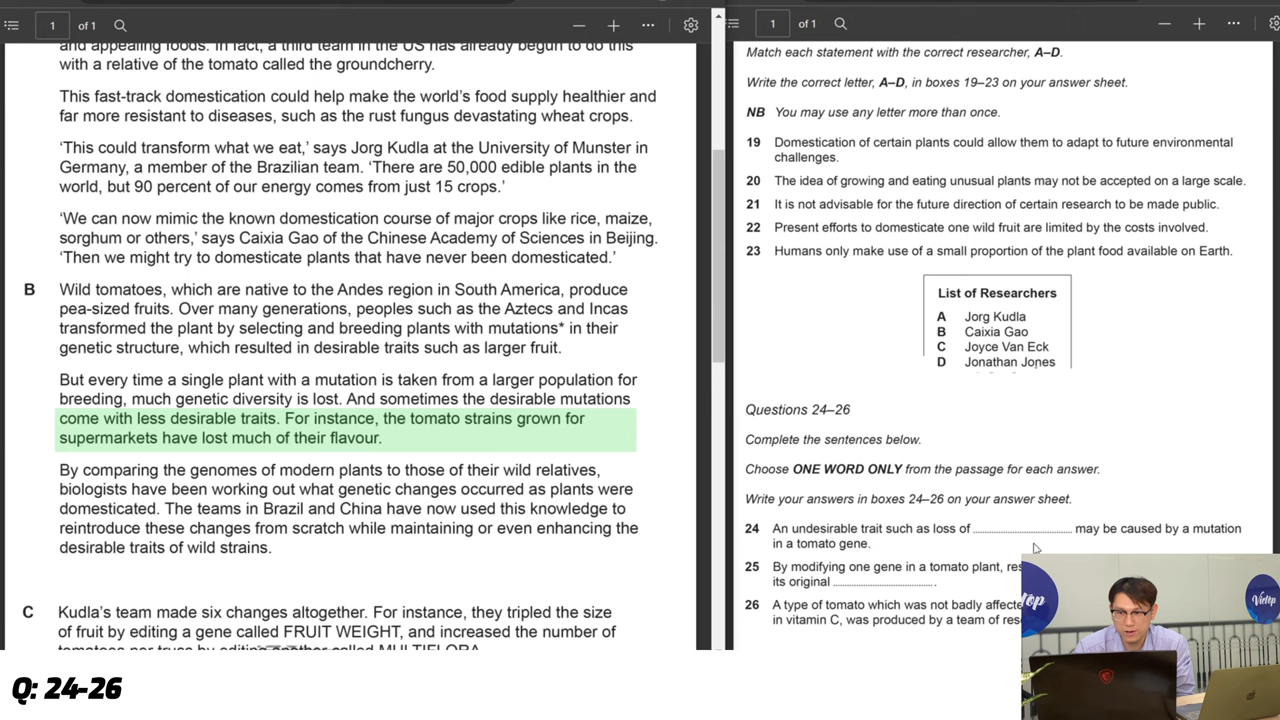 1 of 1
and appealing foods. In fact, a third team in the US has already begun to do this
with a relative of the tomato called the groundcherry.
This fast-track domestication could help make the world's food supply healthier and
far more resistant to diseases, such as the rust fungus devastating wheat crops.
'This could transform what we eat,' says Jorg Kudla at the University of Munster in
Germany, a member of the Brazilian team. 'There are 50,000 edible plants in the
world, but 90 percent of our energy comes from just 15 crops.'
'We can now mimic the known domestication course of major crops like rice, maize,
sorghum or others,' says Caixia Gao of the Chinese Academy of Sciences in Beijing.
'Then we might try to domesticate plants that have never been domesticated.'
B Wild tomatoes, which are native to the Andes region in South America, produce
pea-sized fruits. Over many generations, peoples such as the Aztecs and Incas
transformed the plant by selecting and breeding plants with mutations* in their
genetic structure, which resulted in desirable traits such as larger fruit.
But every time a single plant with a mutation is taken from a larger population for
breeding, much genetic diversity is lost. And sometimes the desirable mutations
come with less desirable traits. For instance, the tomato strains grown for
supermarkets have lost much of their flavour.
By comparing the genomes of modern plants to those of their wild relatives,
biologists have been working out what genetic changes occurred as plants were
domesticated. The teams in Brazil and China have now used this knowledge to
reintroduce these changes from scratch while maintaining or even enhancing the
desirable traits of wild strains.
C Kudla's team made six changes altogether. For instance, they tripled the size
of fruit by editing a gene called FRUIT WEIGHT, and increased the number of
tomatoes per truss by editing another called MULTIFLORA.
1 of 1
Match each statement with the correct researcher, A–D.
Write the correct letter, A–D, in boxes 19–23 on your answer sheet.
NB You may use any letter more than once.
19 Domestication of certain plants could allow them to adapt to future environmental
challenges.
20 The idea of growing and eating unusual plants may not be accepted on a large scale.
21 It is not advisable for the future direction of certain research to be made public.
22 Present efforts to domesticate one wild fruit are limited by the costs involved.
23 Humans only make use of a small proportion of the plant food available on Earth.
List of Researchers
A Jorg Kudla
B Caixia Gao
C Joyce Van Eck
D Jonathan Jones
Questions 24–26
Complete the sentences below.
Choose ONE WORD ONLY from the passage for each answer.
Write your answers in boxes 24–26 on your answer sheet.
24 An undesirable trait such as loss of .................... may be caused by a mutation
in a tomato gene.
25 By modifying one gene in a tomato plant, res
its original .................... .
26 A type of tomato which was not badly affecte
in vitamin C, was produced by a team of res
Vietop
Q: 24-26